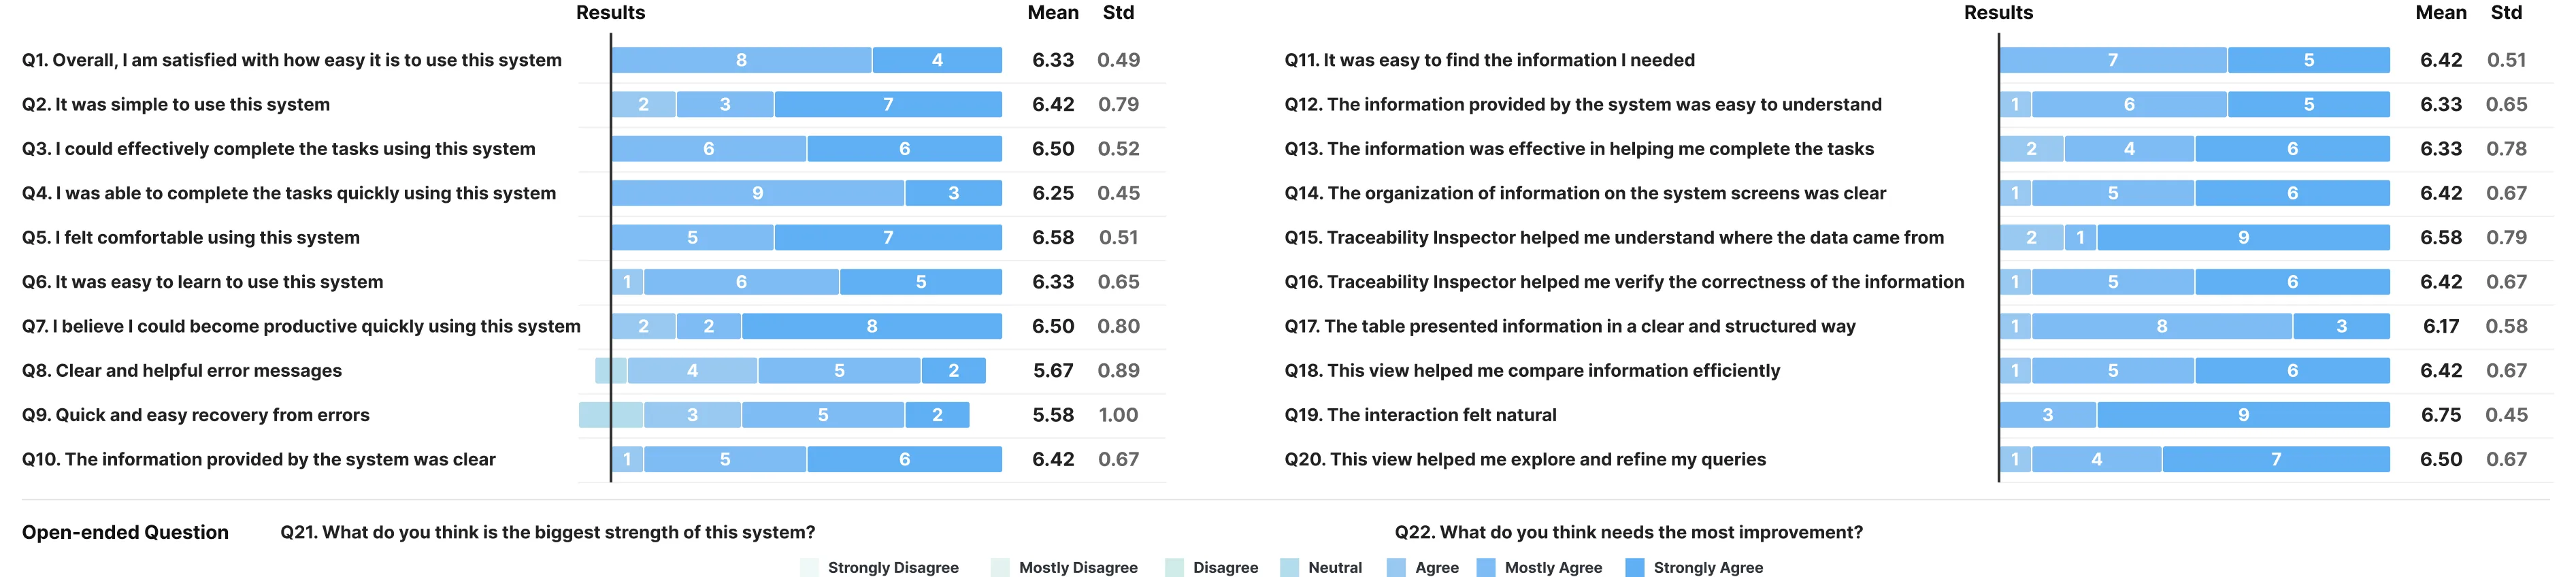 Results Mean Std
Q1. Overall, I am satisfied with how easy it is to use this system 8 4 6.33 0.49
Q2. It was simple to use this system 2 3 7 6.42 0.79
Q3. I could effectively complete the tasks using this system 6 6 6.50 0.52
Q4. I was able to complete the tasks quickly using this system 9 3 6.25 0.45
Q5. I felt comfortable using this system 5 7 6.58 0.51
Q6. It was easy to learn to use this system 1 6 5 6.33 0.65
Q7. I believe I could become productive quickly using this system 2 2 8 6.50 0.80
Q8. Clear and helpful error messages 4 5 2 5.67 0.89
Q9. Quick and easy recovery from errors 3 5 2 5.58 1.00
Q10. The information provided by the system was clear 1 5 6 6.42 0.67
Results Mean Std
Q11. It was easy to find the information I needed 7 5 6.42 0.51
Q12. The information provided by the system was easy to understand 1 6 5 6.33 0.65
Q13. The information was effective in helping me complete the tasks 2 4 6 6.33 0.78
Q14. The organization of information on the system screens was clear 1 5 6 6.42 0.67
Q15. Traceability Inspector helped me understand where the data came from 2 1 9 6.58 0.79
Q16. Traceability Inspector helped me verify the correctness of the information 1 5 6 6.42 0.67
Q17. The table presented information in a clear and structured way 1 8 3 6.17 0.58
Q18. This view helped me compare information efficiently 1 5 6 6.42 0.67
Q19. The interaction felt natural 3 9 6.75 0.45
Q20. This view helped me explore and refine my queries 1 4 7 6.50 0.67
Open-ended Question Q21. What do you think is the biggest strength of this system? Q22. What do you think needs the most improvement?
Strongly Disagree Mostly Disagree Disagree Neutral Agree Mostly Agree Strongly Agree